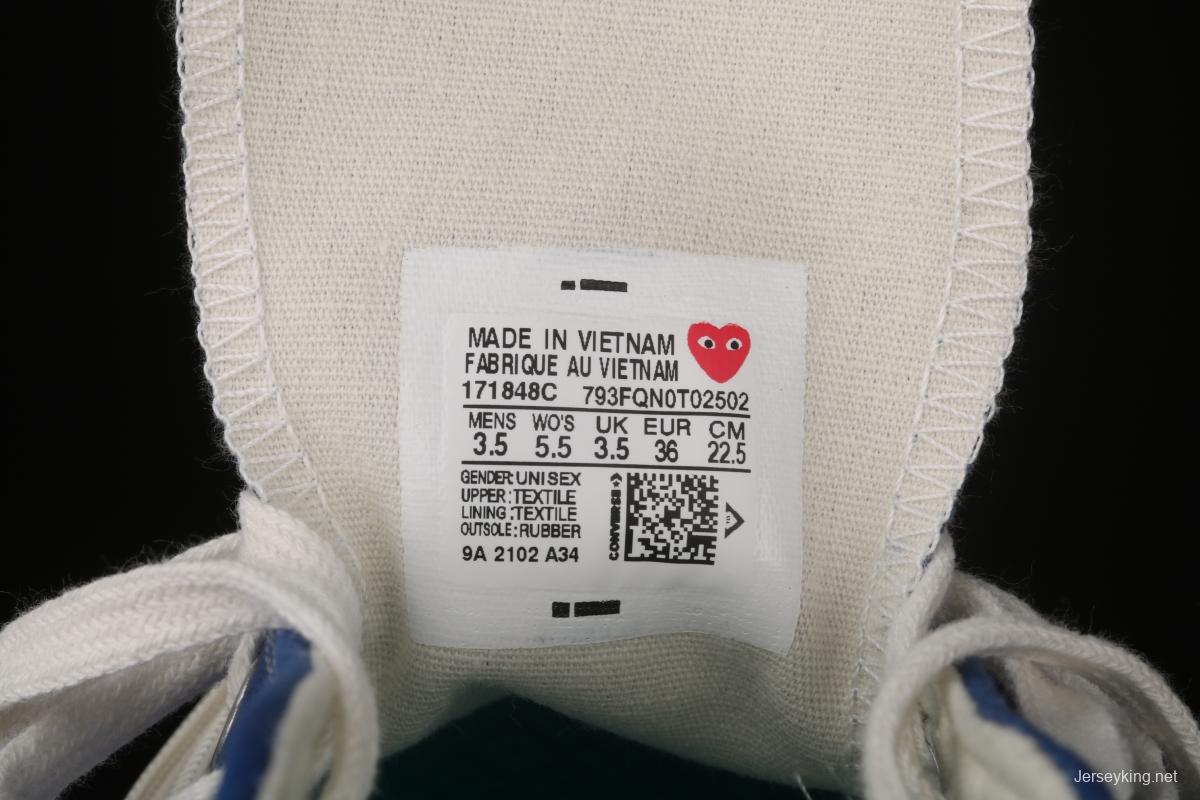 MADE IN VIETNAM
FABRIQUE AU VIETNAM
171848C 793FQN0T02502
MENS WO'S UK EUR CM
3.5 5.5 3.5 36 22.5
GENDER:UNISEX
UPPER:TEXTILE
LINING:TEXTILE
OUTSOLE:RUBBER
CONVERSE
9A 2102 A34
Jerseyking.net